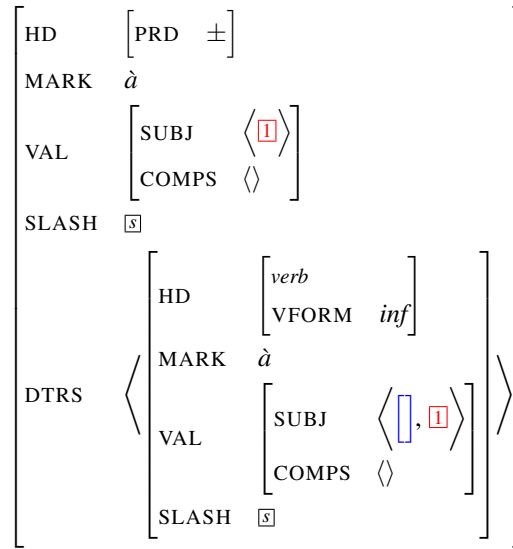 HD [PRD ±]
MARK à
VAL [SUBJ ⟨[1]⟩
COMPS ⟨⟩]
SLASH [s]
DTRS ⟨[HD [verb
VFORM inf]
MARK à
VAL [SUBJ ⟨[], [1]⟩
COMPS ⟨⟩]
SLASH [s]]⟩